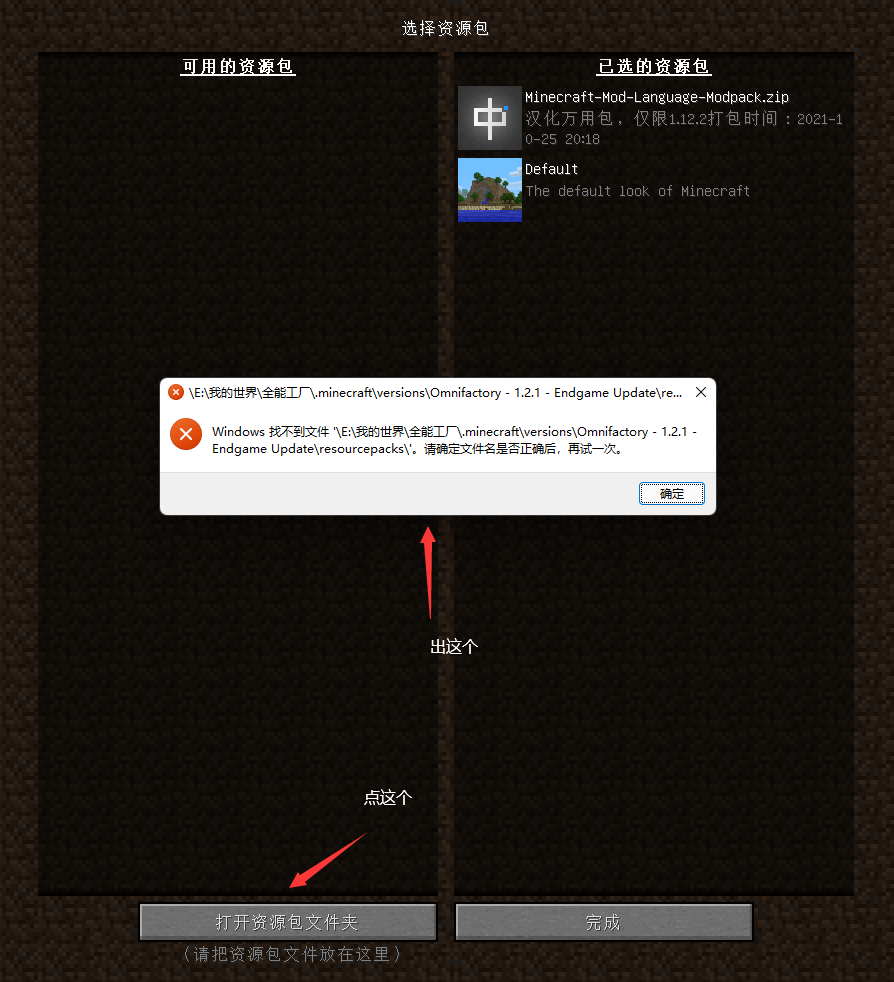 选择资源包
可用的资源包
已选的资源包
Minecraft-Mod-Language-Modpack.zip
汉化万用包，仅限1.12.2打包时间：2021-1
0-25 20:18
Default
The default look of Minecraft
\E:\我的世界\全能工厂\.minecraft\versions\Omnifactory - 1.2.1 - Endgame Update\re...
Windows 找不到文件 '\E:\我的世界\全能工厂\.minecraft\versions\Omnifactory - 1.2.1 -
Endgame Update\resourcepacks\'。请确定文件名是否正确后，再试一次。
确定
出这个
点这个
打开资源包文件夹
完成
（请把资源包文件放在这里）